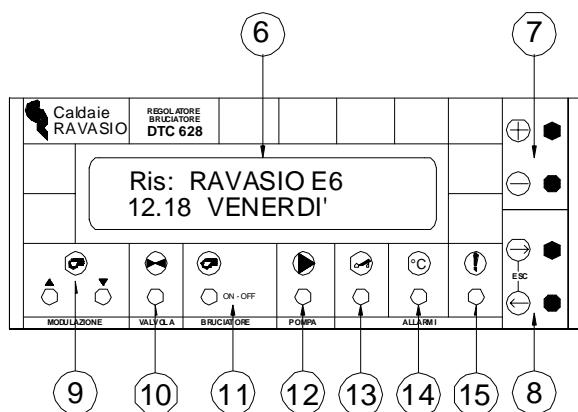 6
7
Caldaie
RAVASIO
REGOLATORE
BRUCIATORE
DTC 628
Ris: RAVASIO E6
12.18 VENERDI'
°C
ESC
ON - OFF
MODULAZIONE
VALVOLA
BRUCIATORE
POMPA
ALLARMI
9
10
11
12
13
14
15
8